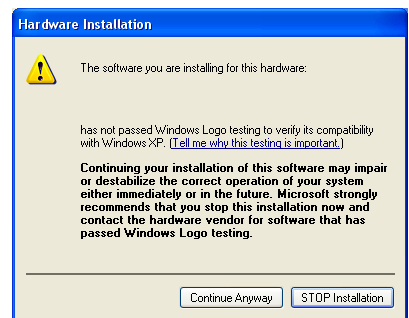 Hardware Installation
The software you are installing for this hardware:
has not passed Windows Logo testing to verify its compatibility
with Windows XP. (Tell me why this testing is important.)
Continuing your installation of this software may impair
or destabilize the correct operation of your system
either immediately or in the future. Microsoft strongly
recommends that you stop this installation now and
contact the hardware vendor for software that has
passed Windows Logo testing.
Continue Anyway
STOP Installation